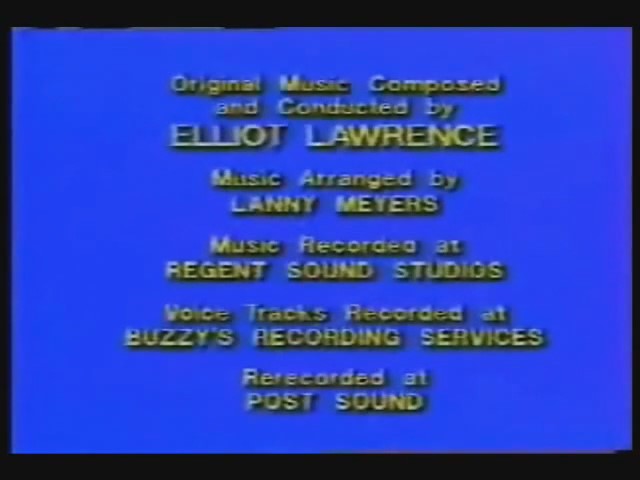 Original Music Composed
and Conducted by
ELLIOT LAWRENCE
Music Arranged by
LANNY MEYERS
Music Recorded at
REGENT SOUND STUDIOS
Voice Tracks Recorded at
BUZZY'S RECORDING SERVICES
Rerecorded at
POST SOUND